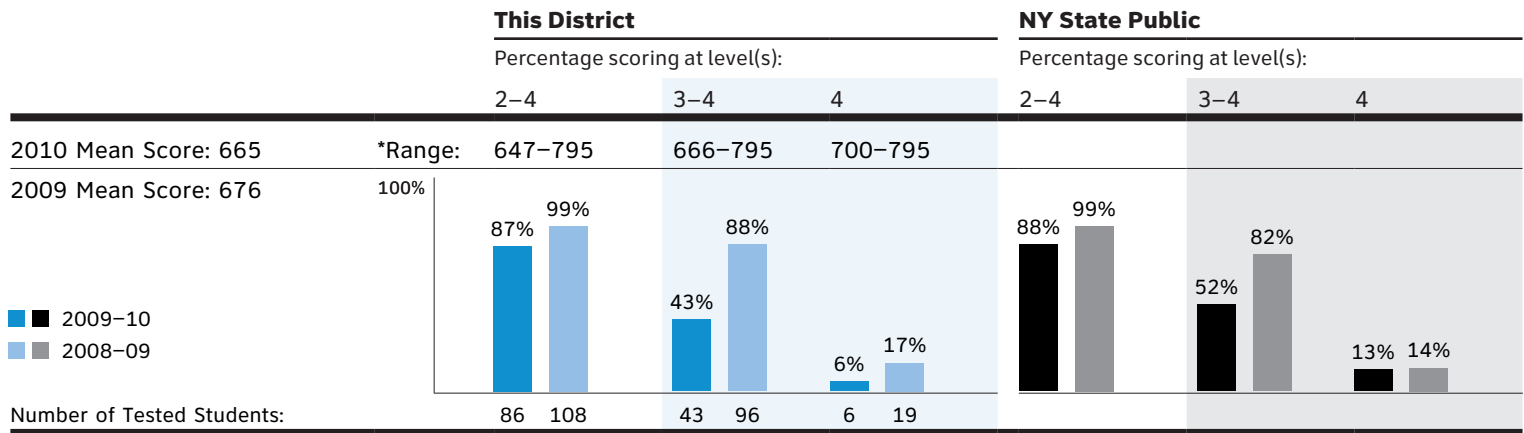 This District NY State Public
Percentage scoring at level(s): Percentage scoring at level(s):
2–4 3–4 4 2–4 3–4 4
2010 Mean Score: 665 *Range: 647–795 666–795 700–795
2009 Mean Score: 676 100%
87% 99% 43% 88% 6% 17% 88% 99% 52% 82% 13% 14%
2009–10
2008–09
Number of Tested Students: 86 108 43 96 6 19